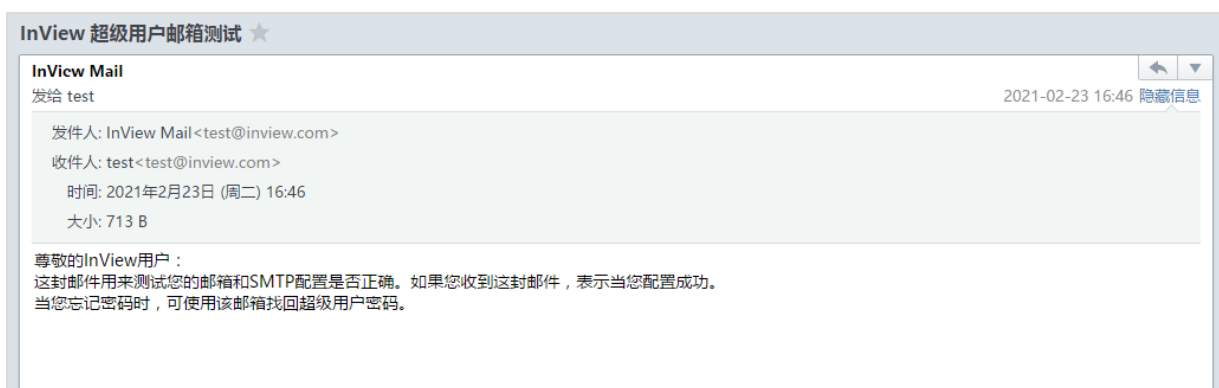 InView 超级用户邮箱测试
InView Mail
发给 test
2021-02-23 16:46 隐藏信息
发件人: InView Mail<test@inview.com>
收件人: test<test@inview.com>
时间: 2021年2月23日 (周二) 16:46
大小: 713 B
尊敬的InView用户：
这封邮件用来测试您的邮箱和SMTP配置是否正确。如果您收到这封邮件，表示当您配置成功。
当您忘记密码时，可使用该邮箱找回超级用户密码。